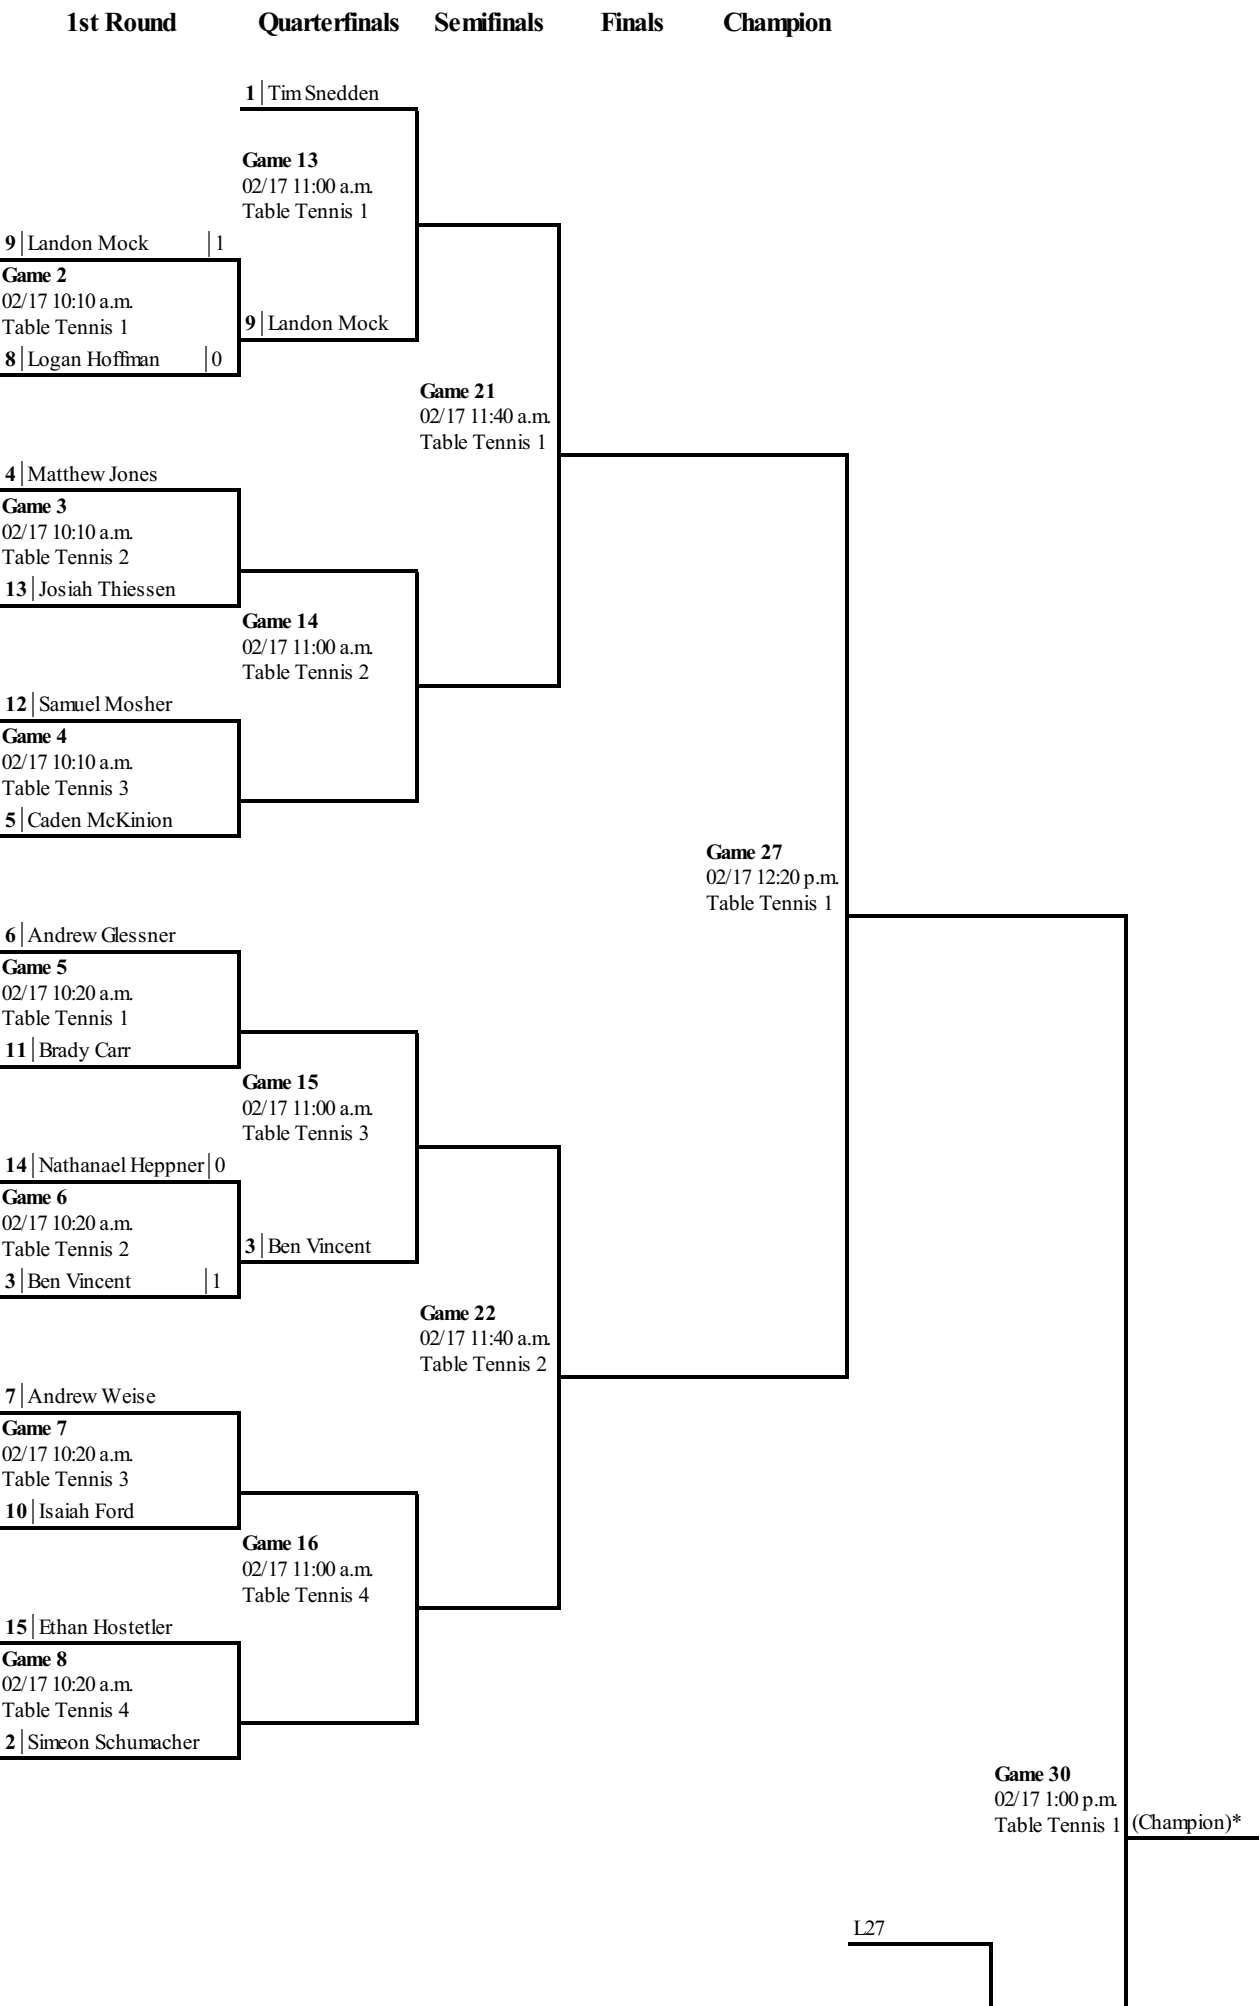 1st Round Quarterfinals Semifinals Finals Champion
1 Tim Snedden
Game 13
02/17 11:00 a.m.
Table Tennis 1
9 Landon Mock 1
Game 2
02/17 10:10 a.m.
Table Tennis 1
8 Logan Hoffman 0
9 Landon Mock
Game 21
02/17 11:40 a.m.
Table Tennis 1
4 Matthew Jones
Game 3
02/17 10:10 a.m.
Table Tennis 2
13 Josiah Thiessen
Game 14
02/17 11:00 a.m.
Table Tennis 2
12 Samuel Mosher
Game 4
02/17 10:10 a.m.
Table Tennis 3
5 Caden McKinion
Game 27
02/17 12:20 p.m.
Table Tennis 1
6 Andrew Glessner
Game 5
02/17 10:20 a.m.
Table Tennis 1
11 Brady Carr
Game 15
02/17 11:00 a.m.
Table Tennis 3
14 Nathanael Heppner 0
Game 6
02/17 10:20 a.m.
Table Tennis 2
3 Ben Vincent 1
3 Ben Vincent
Game 22
02/17 11:40 a.m.
Table Tennis 2
7 Andrew Weise
Game 7
02/17 10:20 a.m.
Table Tennis 3
10 Isaiah Ford
Game 16
02/17 11:00 a.m.
Table Tennis 4
15 Ethan Hostetler
Game 8
02/17 10:20 a.m.
Table Tennis 4
2 Simeon Schumacher
Game 30
02/17 1:00 p.m.
Table Tennis 1
(Champion)*
L27